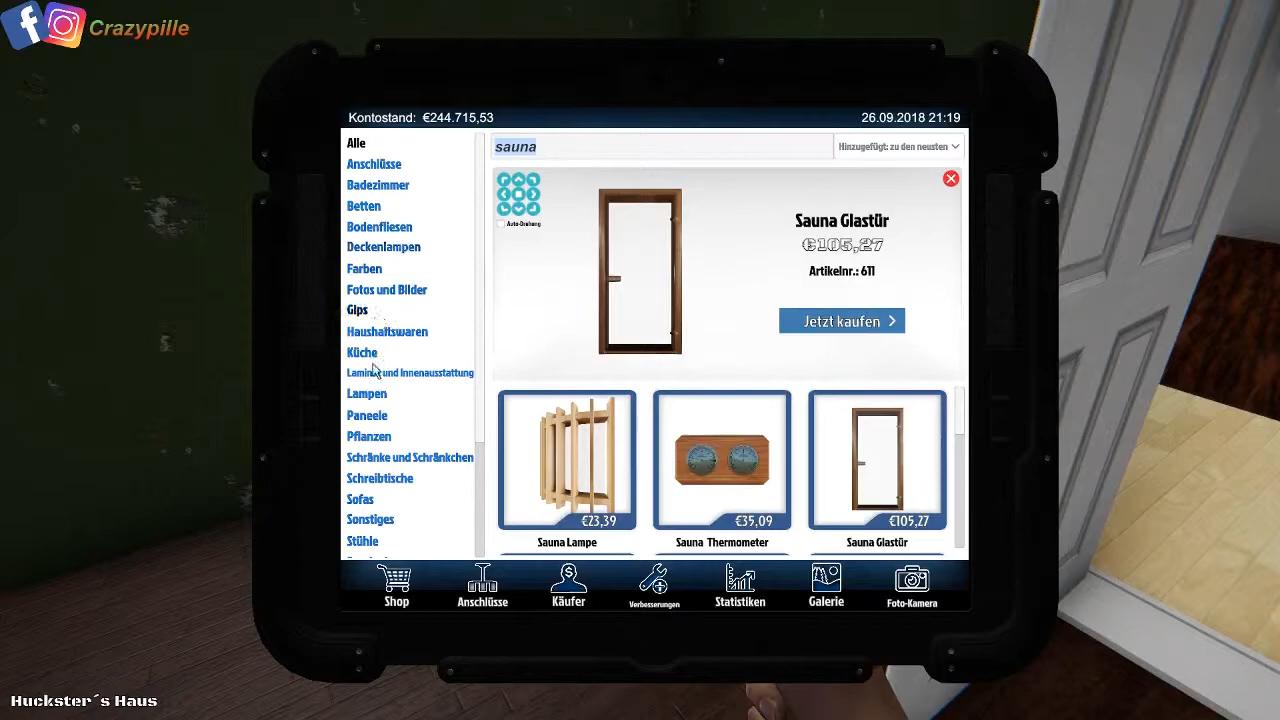 Crazypille
Kontostand: €244.715,53
26.09.2018 21:19
Alle
Anschlüsse
Badezimmer
Betten
Bodenfliesen
Deckenlampen
Farben
Fotos und Bilder
Gips
Haushaltswaren
Küche
Laminat und Innenausstattung
Lampen
Paneele
Pflanzen
Schränke und Schränkchen
Schreibtische
Sofas
Sonstiges
Stühle
sauna
Hinzugefügt: zu den neusten
Auto-Drehung
Sauna Glastür
€105,27
Artikelnr.: 611
Jetzt kaufen
€23,39
€35,09
€105,27
Sauna Lampe
Sauna Thermometer
Sauna Glastür
Shop
Anschlüsse
Käufer
Verbesserungen
Statistiken
Galerie
Foto-Kamera
Huckster´s Haus